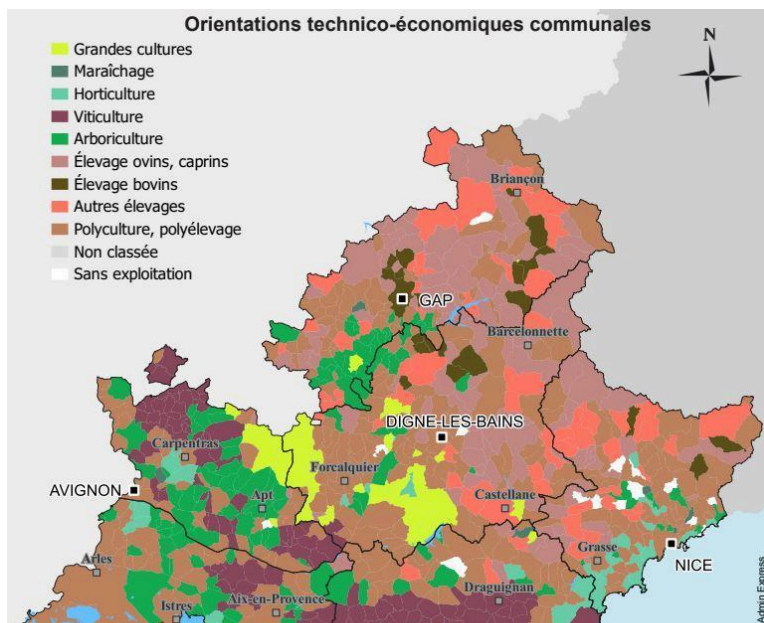 Orientations technico-économiques communales
Grandes cultures
Maraîchage
Horticulture
Viticulture
Arboriculture
Élevage ovins, caprins
Élevage bovins
Autres élevages
Polyculture, polyélevage
Non classée
Sans exploitation
N
Briançon
GAP
Barcelonnette
DIGNE-LES-BAINS
Carpentras
Forcalquier
AVIGNON
Apt
Castellane
Grasse
NICE
Arles
Draguignan
Istres
Aix-en-Provence
Admin Express